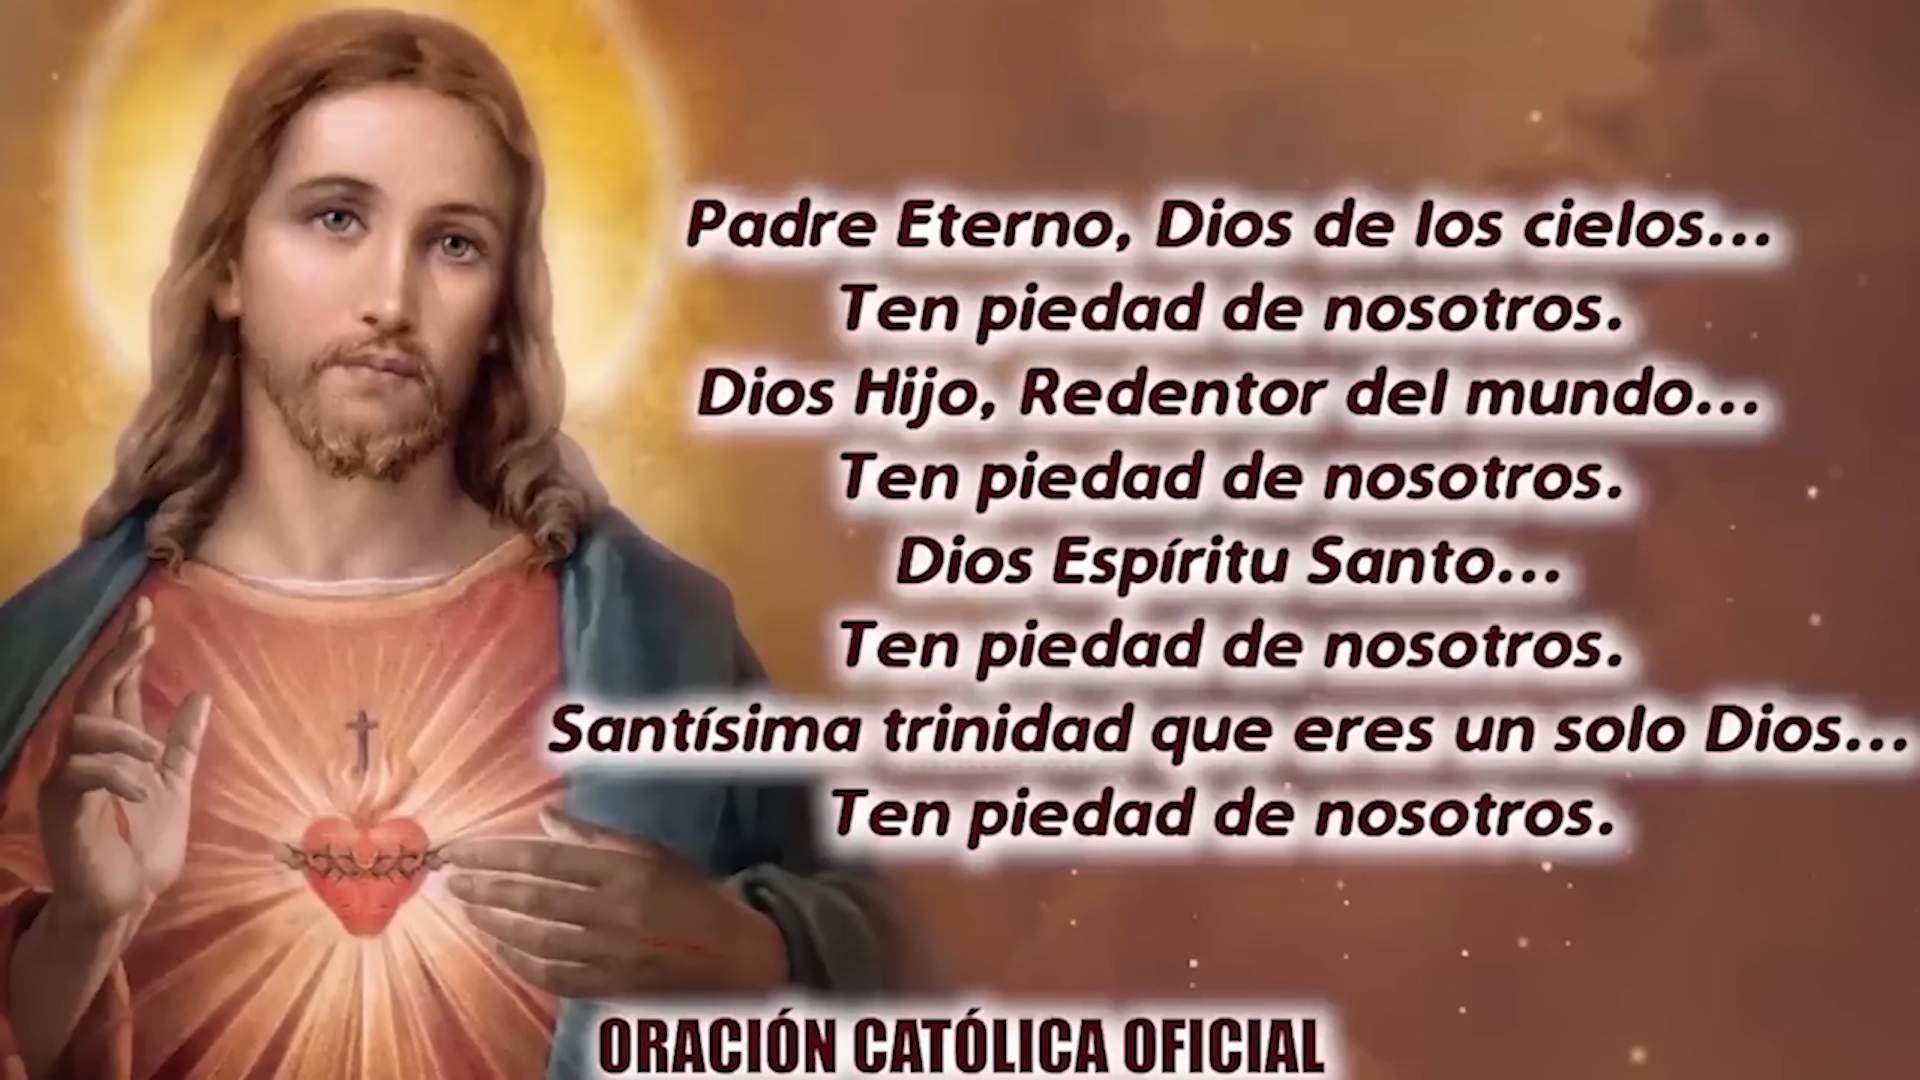 Padre Eterno, Dios de los cielos...
Ten piedad de nosotros.
Dios Hijo, Redentor del mundo...
Ten piedad de nosotros.
Dios Espíritu Santo...
Ten piedad de nosotros.
Santísima trinidad que eres un solo Dios...
Ten piedad de nosotros.
ORACIÓN CATÓLICA OFICIAL